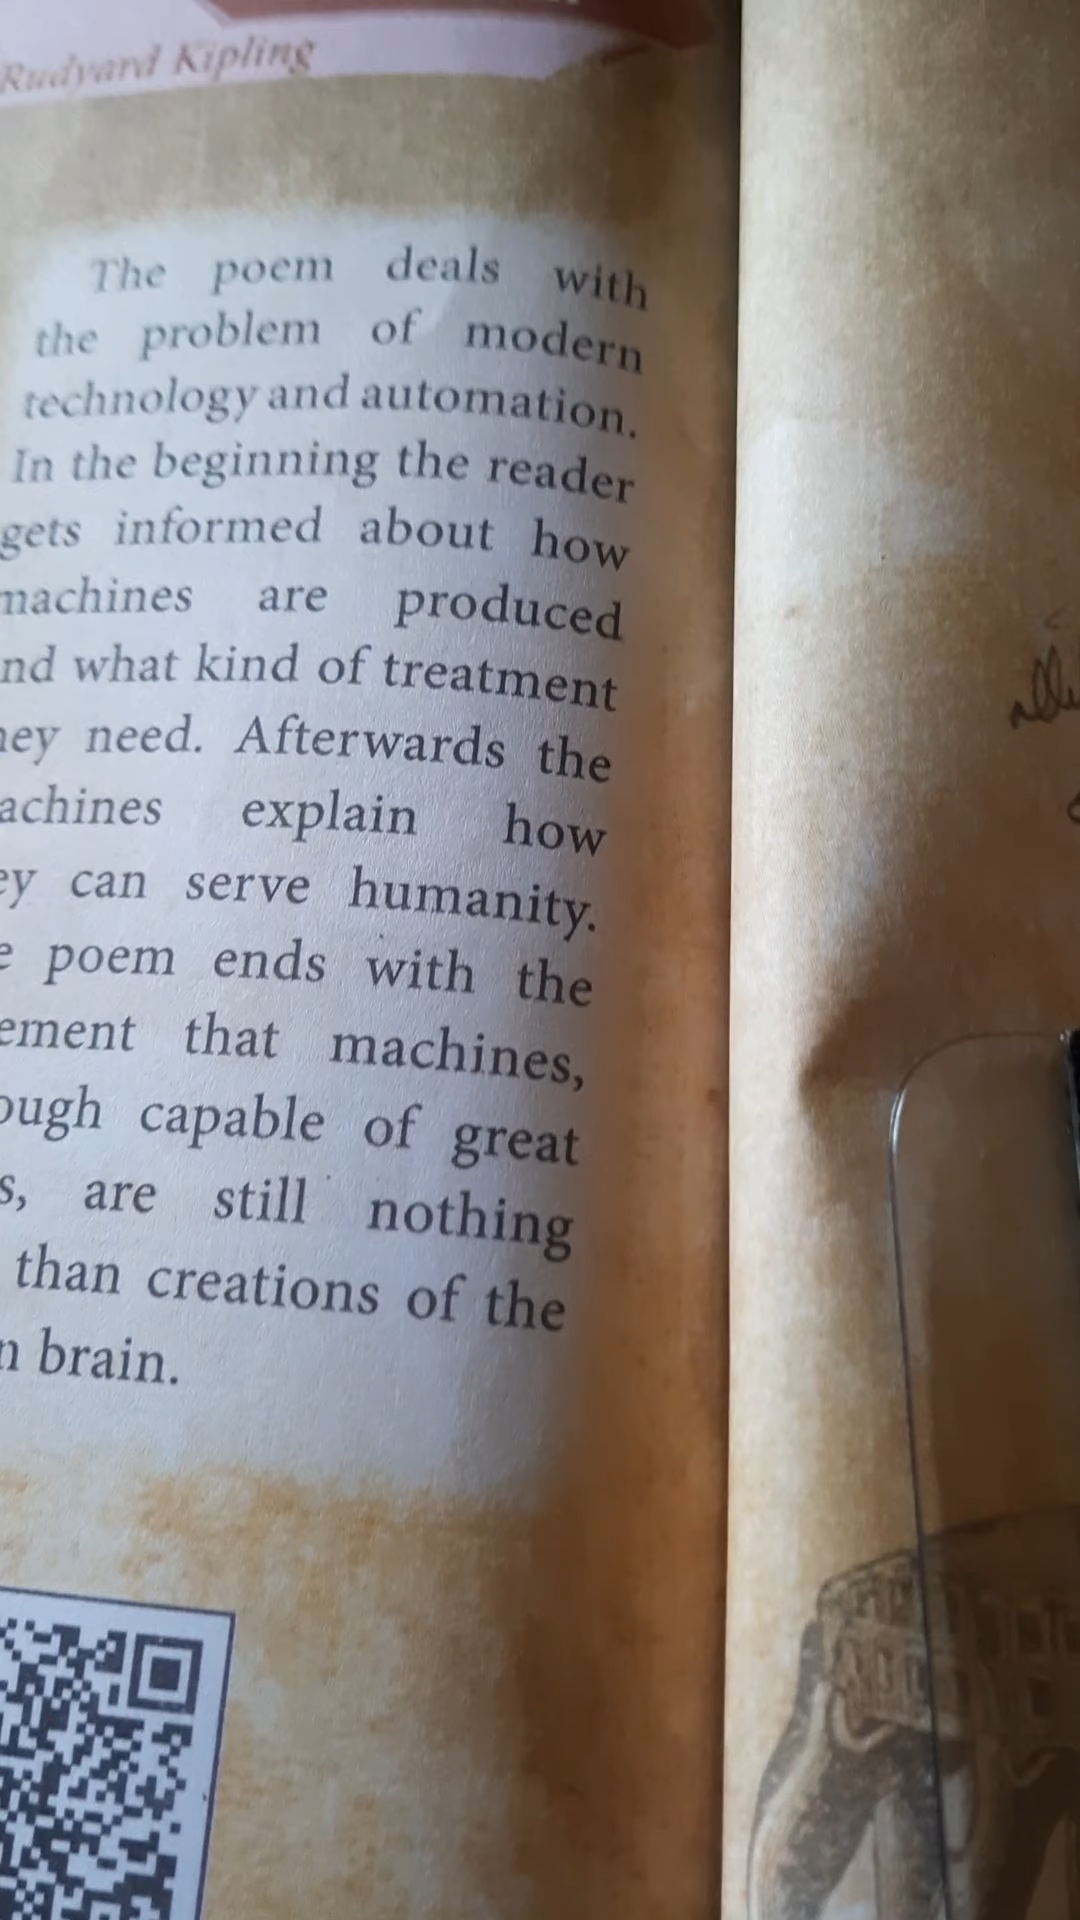 Rudyard Kipling
The poem deals with
the problem of modern
technology and automation.
In the beginning the reader
gets informed about how
machines are produced
nd what kind of treatment
hey need. Afterwards the
achines explain how
ey can serve humanity.
e poem ends with the
ement that machines,
ough capable of great
s, are still nothing
than creations of the
n brain.